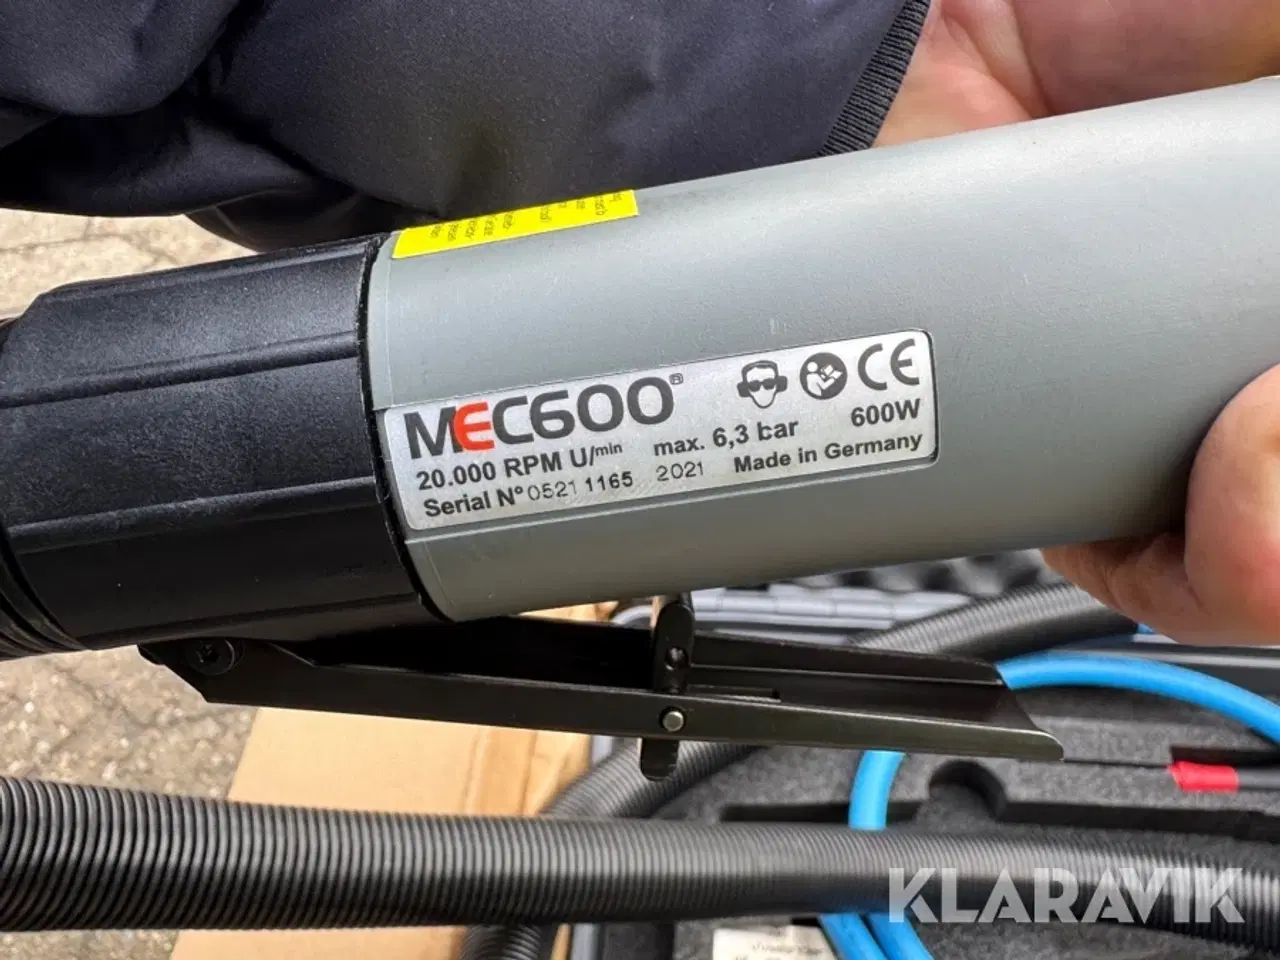 MEC600®
CE
20.000 RPM U/min max. 6,3 bar 600W
Serial N° 0521 1165 2021 Made in Germany
KLARAVIK